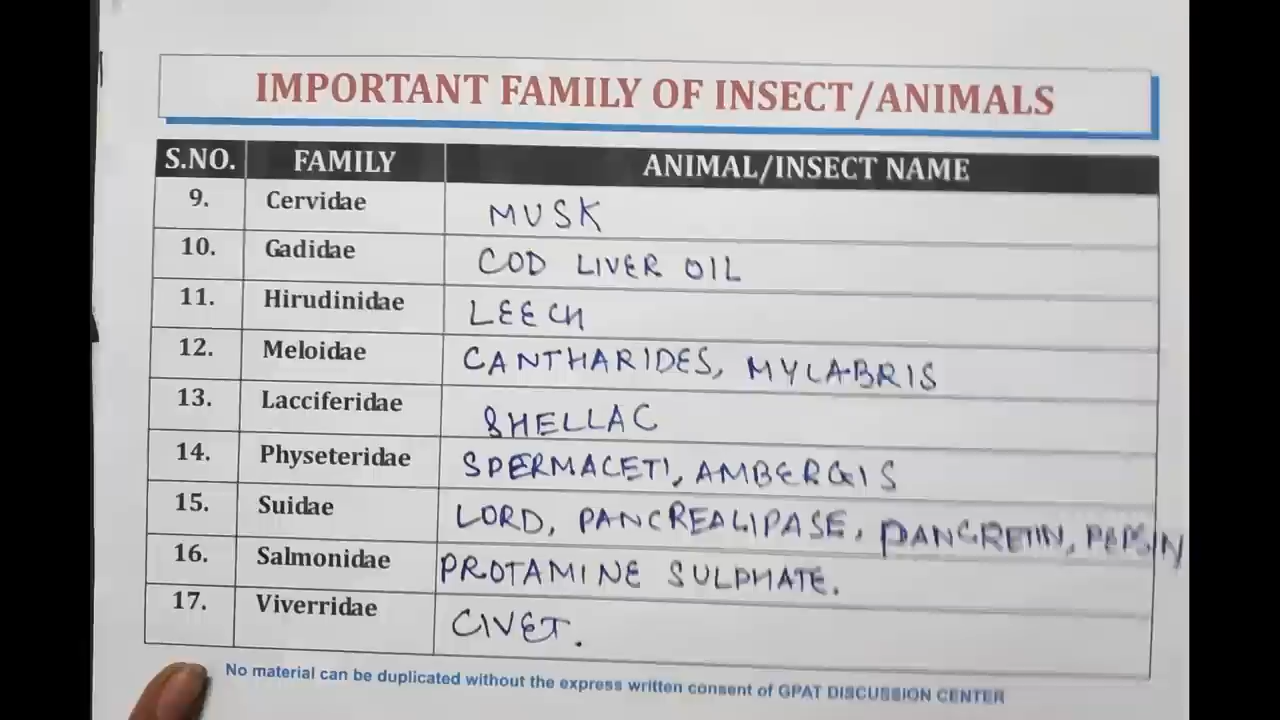 IMPORTANT FAMILY OF INSECT/ANIMALS
S.NO. FAMILY ANIMAL/INSECT NAME
9. Cervidae MUSK
10. Gadidae COD LIVER OIL
11. Hirudinidae LEECH
12. Meloidae CANTHARIDES, MYLABRIS
13. Lacciferidae SHELLAC
14. Physeteridae SPERMACETI, AMBERGIS
15. Suidae LORD, PANCREALIPASE, PANCRETIN, PEPSIN
16. Salmonidae PROTAMINE SULPHATE.
17. Viverridae CIVET.
No material can be duplicated without the express written consent of GPAT DISCUSSION CENTER